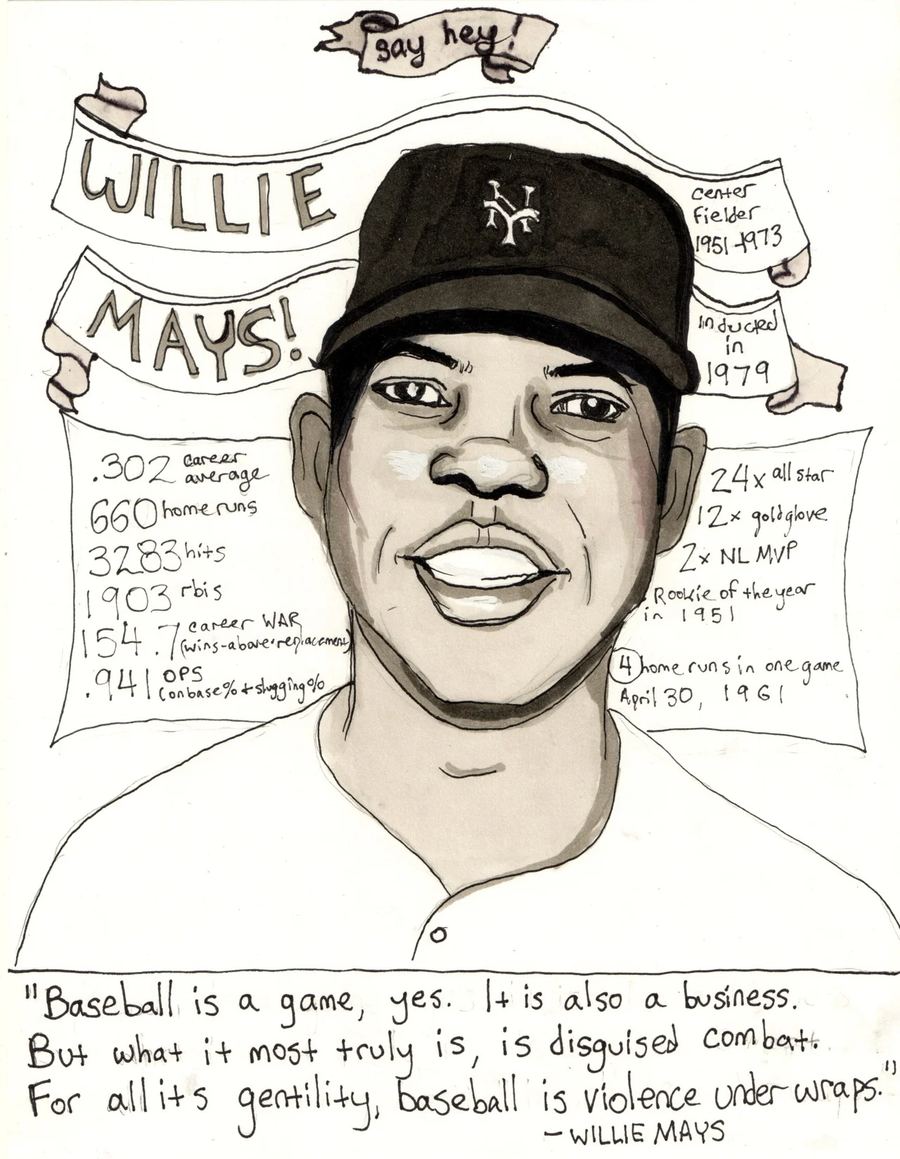 say hey!
WILLIE
MAYS!
center
fielder
1951-1973
inducted
in
1979
NY
.302 career average
660 home runs
3283 hits
1903 rbis
154.7 career WAR
(wins-above-replacement)
.941 OPS
(onbase% + slugging%)
24x all star
12x goldglove
2x NL MVP
Rookie of the year
in 1951
4 home runs in one game
April 30, 1961
"Baseball is a game, yes. It is also a business.
But what it most truly is, is disguised combat.
For all its gentility, baseball is violence under wraps."
- WILLIE MAYS